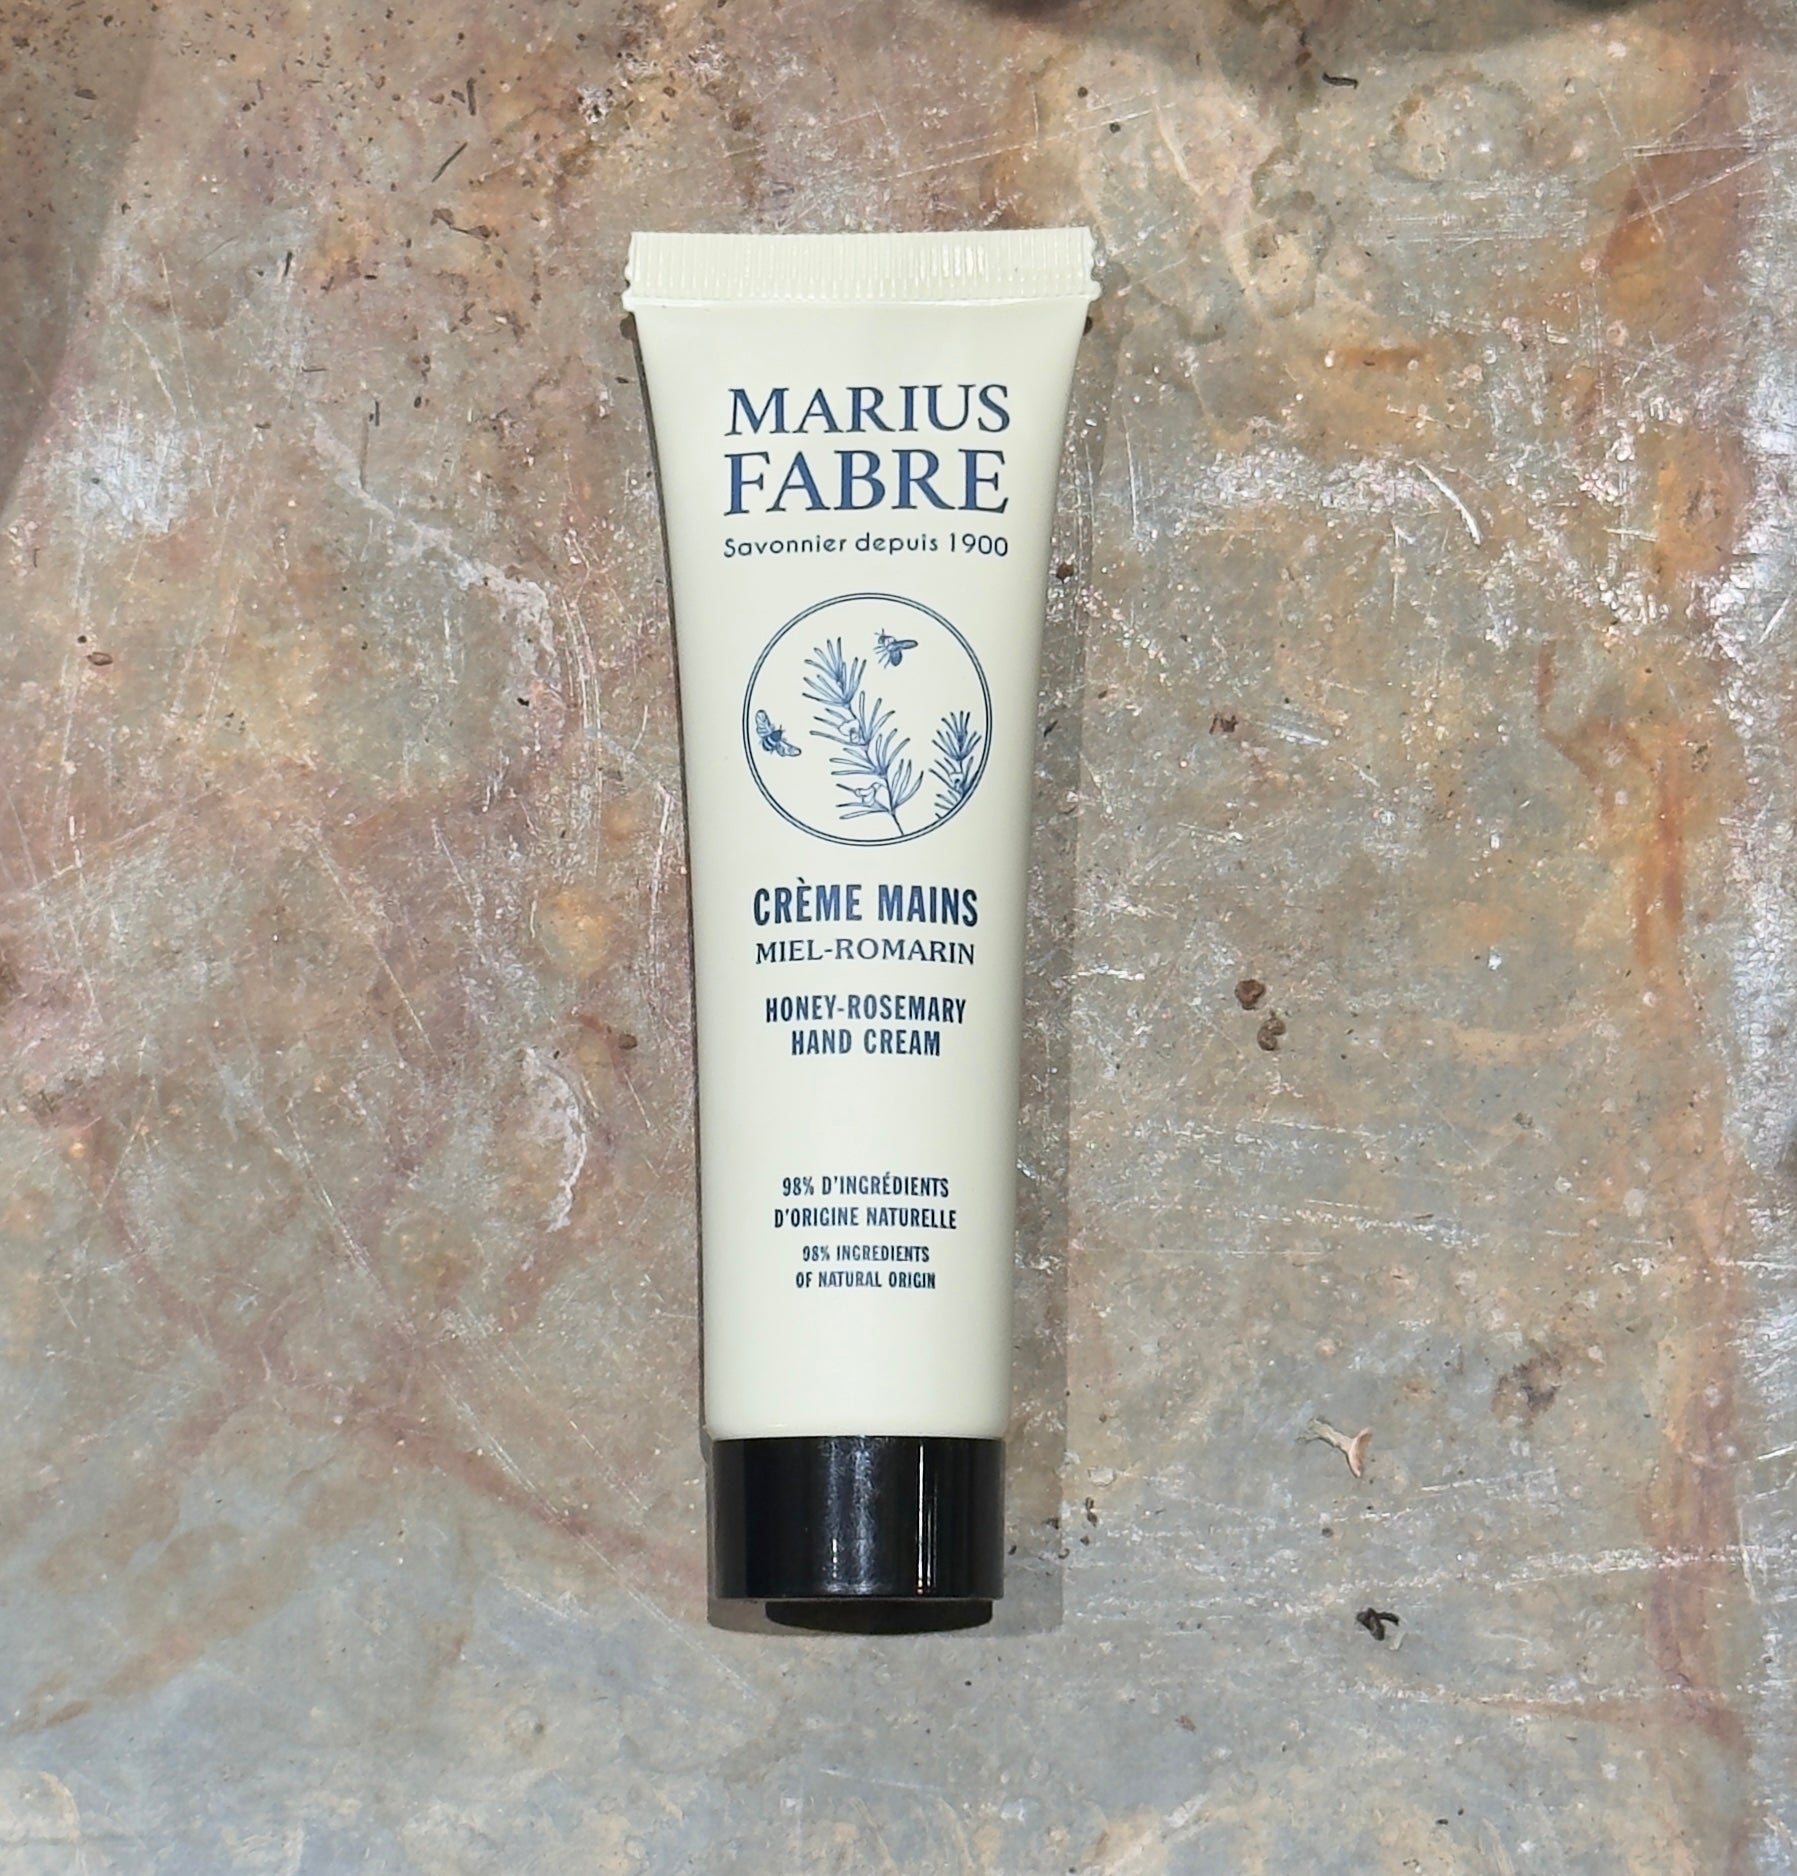 MARIUS
FABRE
Savonnier depuis 1900
CRÈME MAINS
MIEL-ROMARIN
HONEY-ROSEMARY
HAND CREAM
98% D'INGRÉDIENTS
D'ORIGINE NATURELLE
98% INGREDIENTS
OF NATURAL ORIGIN